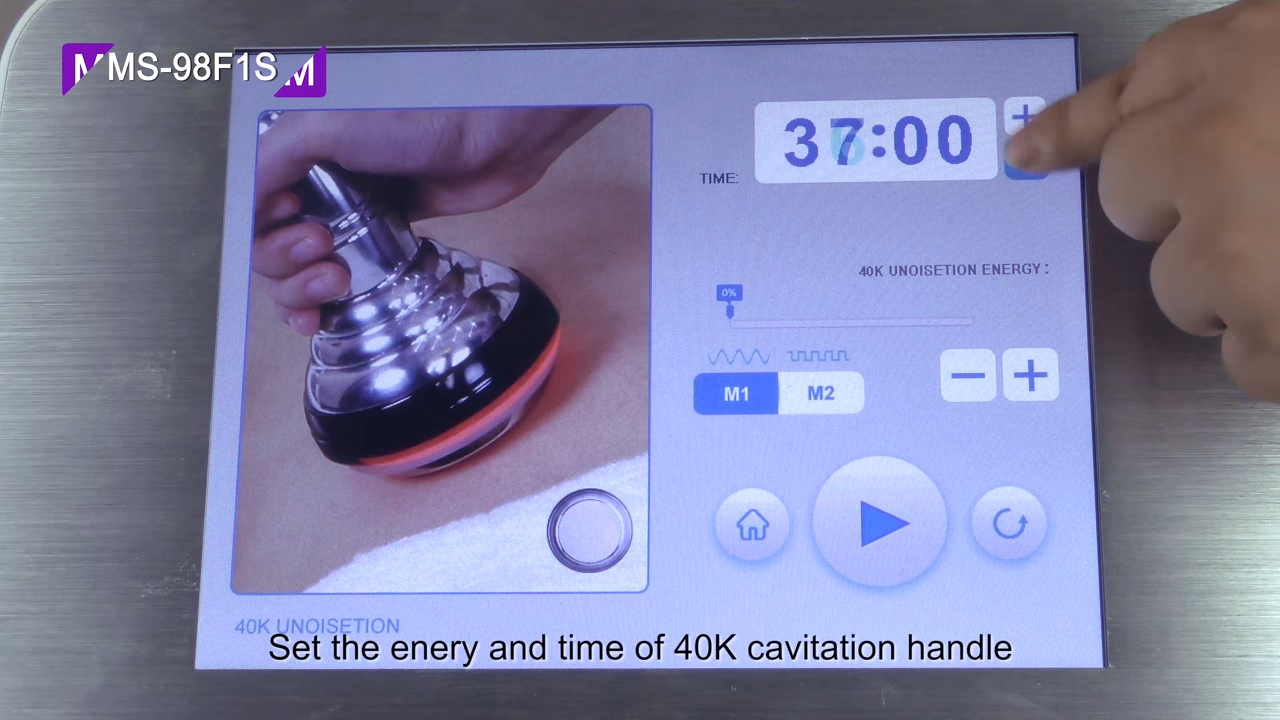 M MS-98F1S M
37:00
+
TIME:
40K UNOISETION ENERGY:
0%
M1 M2
− +
40K UNOISETION
Set the enery and time of 40K cavitation handle